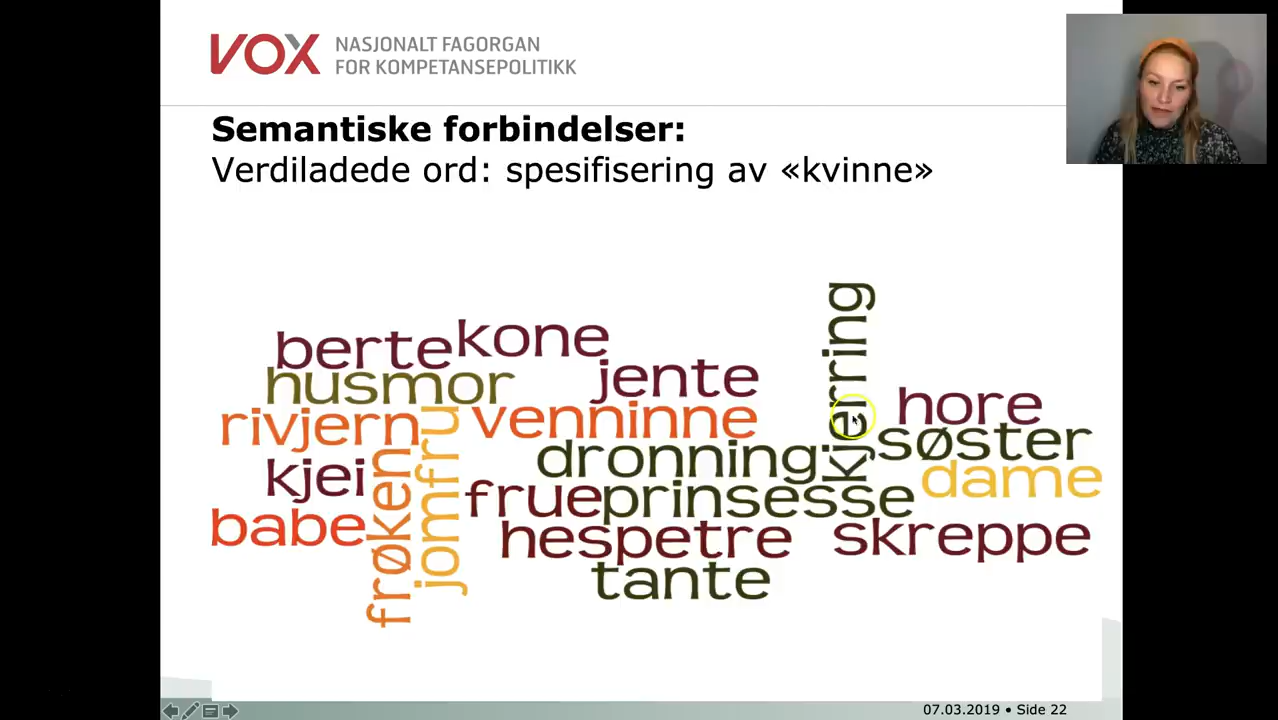 VOX
NASJONALT FAGORGAN
FOR KOMPETANSEPOLITIKK
Semantiske forbindelser:
Verdiladede ord: spesifisering av «kvinne»
berte
kone
husmor
jente
rivjern
venninne
kjerring
hore
søster
kjei
dronning
dame
frøken
jomfru
frue
prinsesse
babe
hespetre
skreppe
tante
07.03.2019 • Side 22